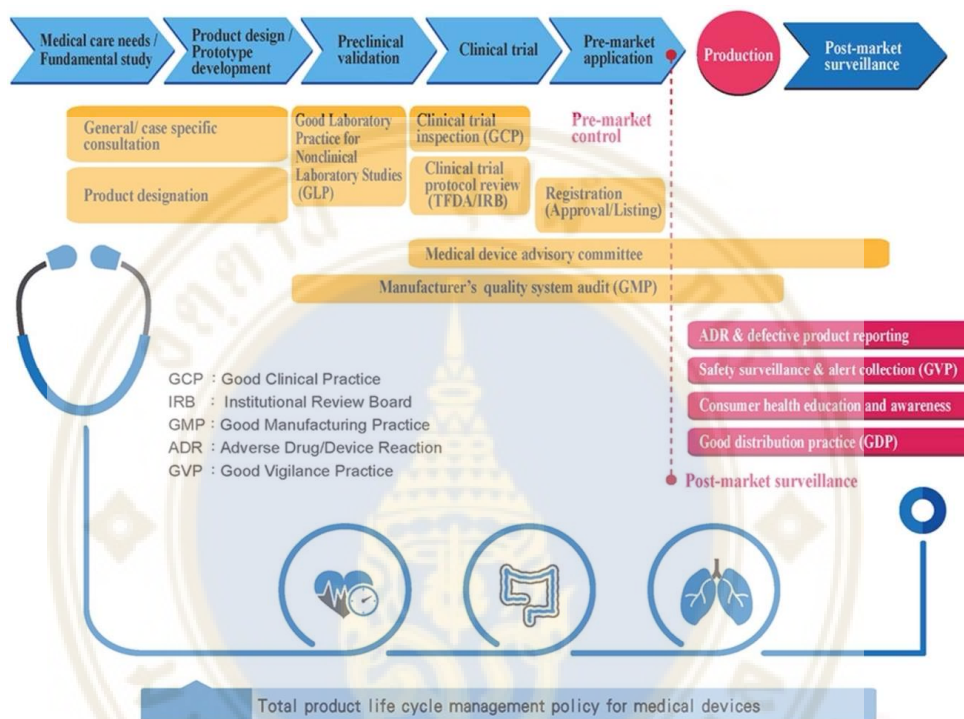 Medical care needs /
Fundamental study
Product design /
Prototype
development
Preclinical
validation
Clinical trial
Pre-market
application
Production
Post-market
surveillance
General/ case specific
consultation
Product designation
Good Laboratory
Practice for
Nonclinical
Laboratory Studies
(GLP)
Clinical trial
inspection (GCP)
Clinical trial
protocol review
(TFDA/IRB)
Pre-market
control
Registration
(Approval/Listing)
Medical device advisory committee
Manufacturer's quality system audit (GMP)
ADR & defective product reporting
Safety surveillance & alert collection (GVP)
Consumer health education and awareness
Good distribution practice (GDP)
Post-market surveillance
GCP : Good Clinical Practice
IRB : Institutional Review Board
GMP : Good Manufacturing Practice
ADR : Adverse Drug/Device Reaction
GVP : Good Vigilance Practice
Total product life cycle management policy for medical devices